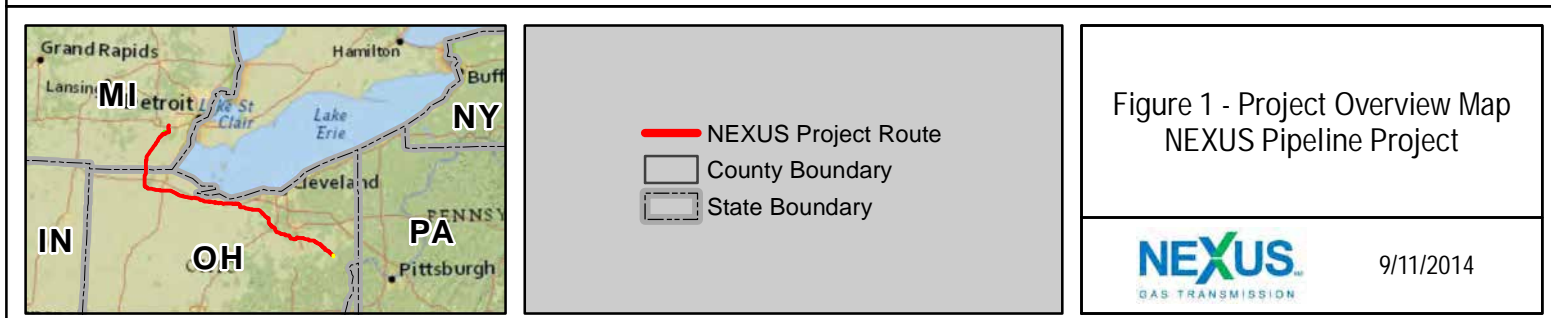 Grand Rapids
Hamilton
Buff
Lansing
MI
etroit
Lake St
Clair
Lake
Erie
NY
Cleveland
PENNSY
IN
OH
PA
Pittsburgh
NEXUS Project Route
County Boundary
State Boundary
Figure 1 - Project Overview Map
NEXUS Pipeline Project
NEXUS
GAS TRANSMISSION
9/11/2014